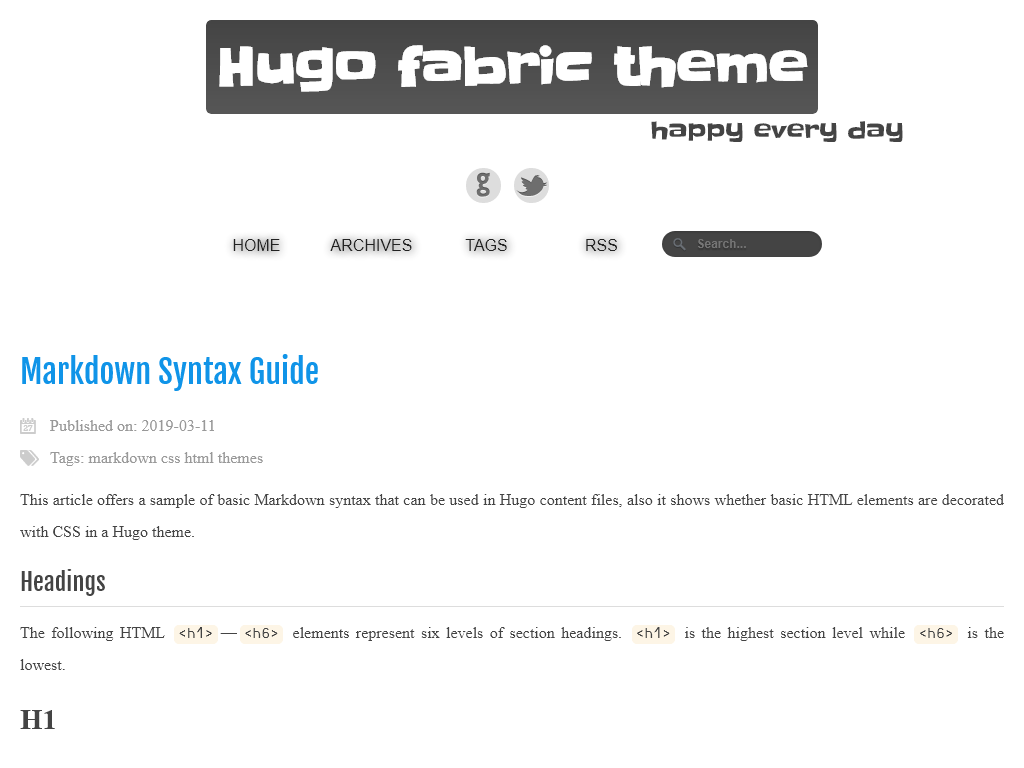 Hugo fabric theme
happy every day
g
HOME ARCHIVES TAGS RSS Search...
Markdown Syntax Guide
27 Published on: 2019-03-11
Tags: markdown css html themes
This article offers a sample of basic Markdown syntax that can be used in Hugo content files, also it shows whether basic HTML elements are decorated
with CSS in a Hugo theme.
Headings
The following HTML <h1>—<h6> elements represent six levels of section headings. <h1> is the highest section level while <h6> is the
lowest.
H1